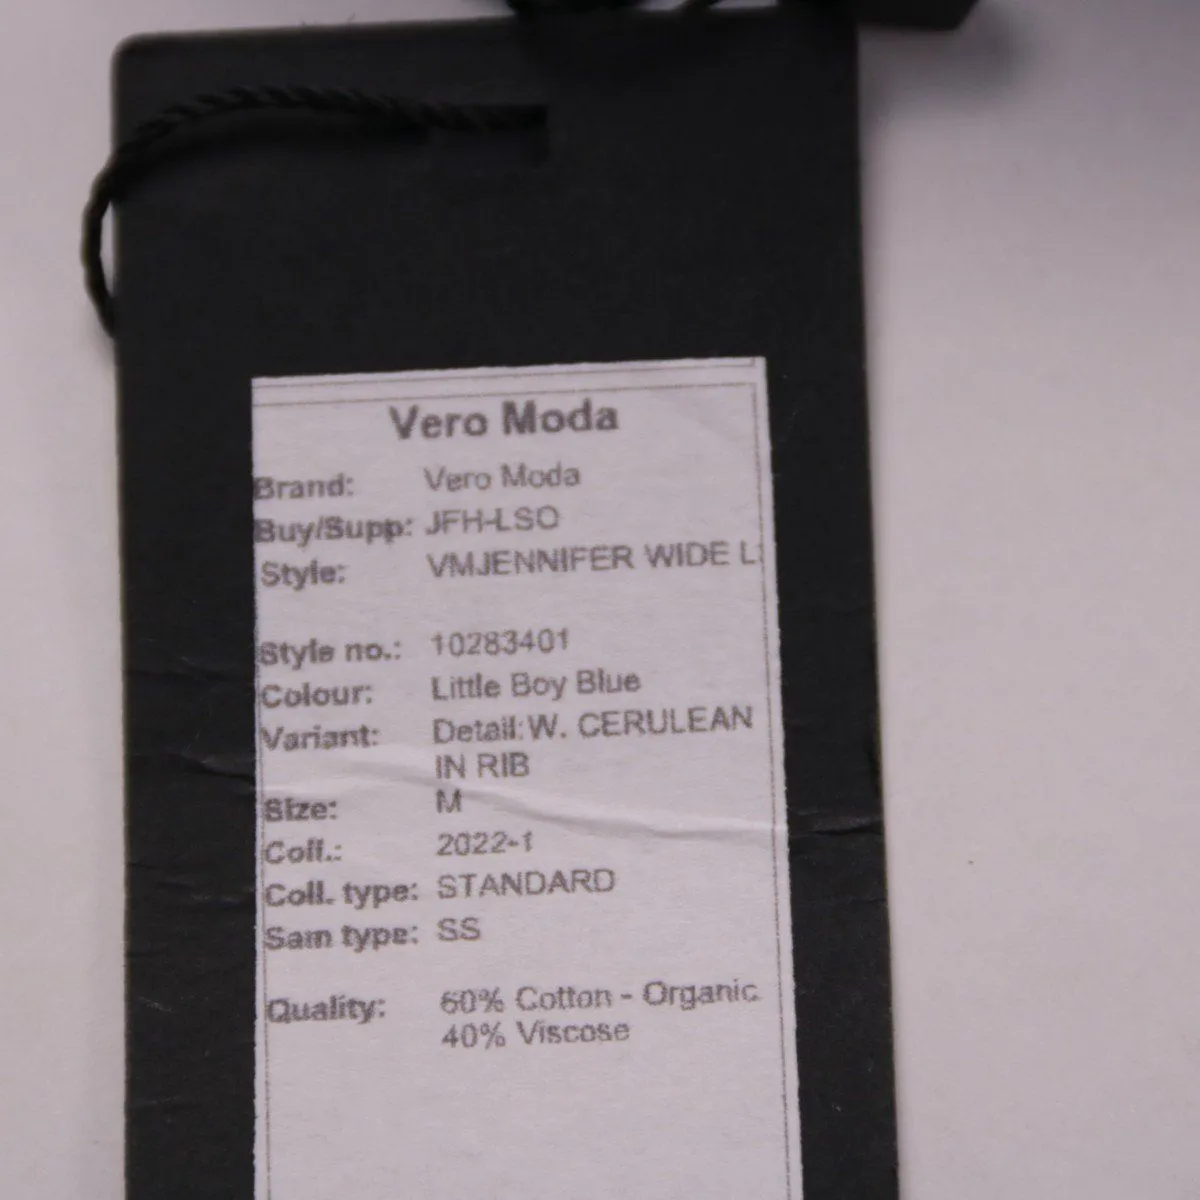 Vero Moda
Brand: Vero Moda
Buy/Supp: JFH-LSO
Style: VMJENNIFER WIDE
Style no.: 10283401
Colour: Little Boy Blue
Variant: Detail:W. CERULEAN
IN RIB
Size: M
Coll.: 2022-1
Coll. type: STANDARD
Sam type: SS
Quality: 60% Cotton - Organic
40% Viscose